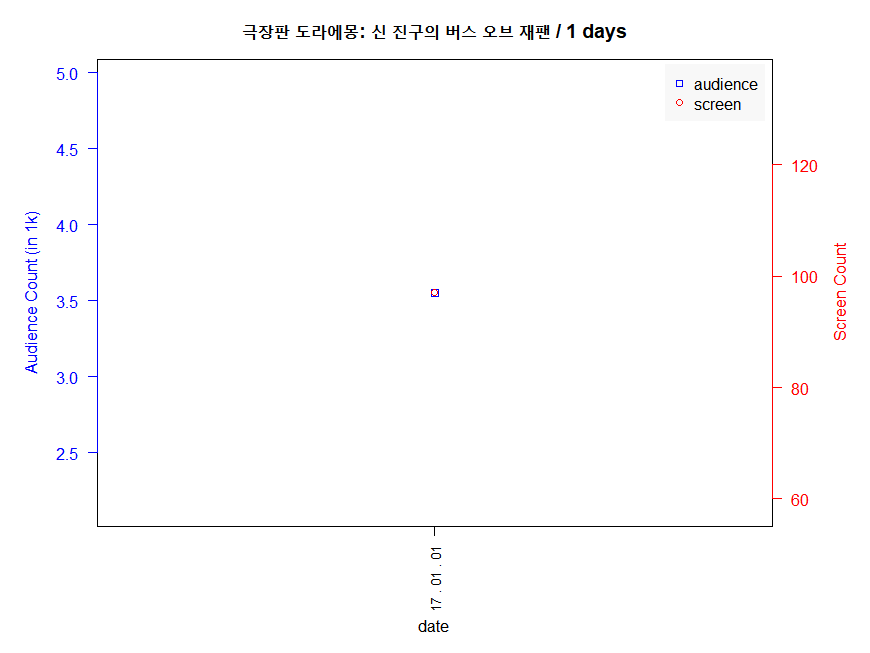 극장판 도라에몽: 신 진구의 버스 오브 재팬 / 1 days
audience
screen
5.0
4.5
4.0
3.5
3.0
2.5
Audience Count (in 1k)
120
100
80
60
Screen Count
17 . 01 . 01
date